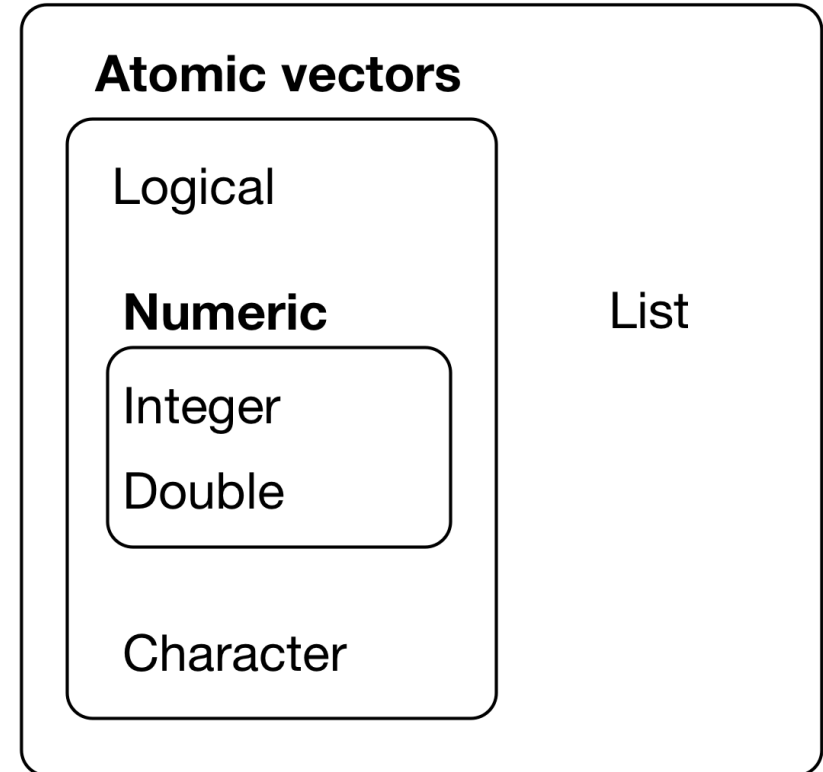 Atomic vectors
Logical
Numeric
List
Integer
Double
Character